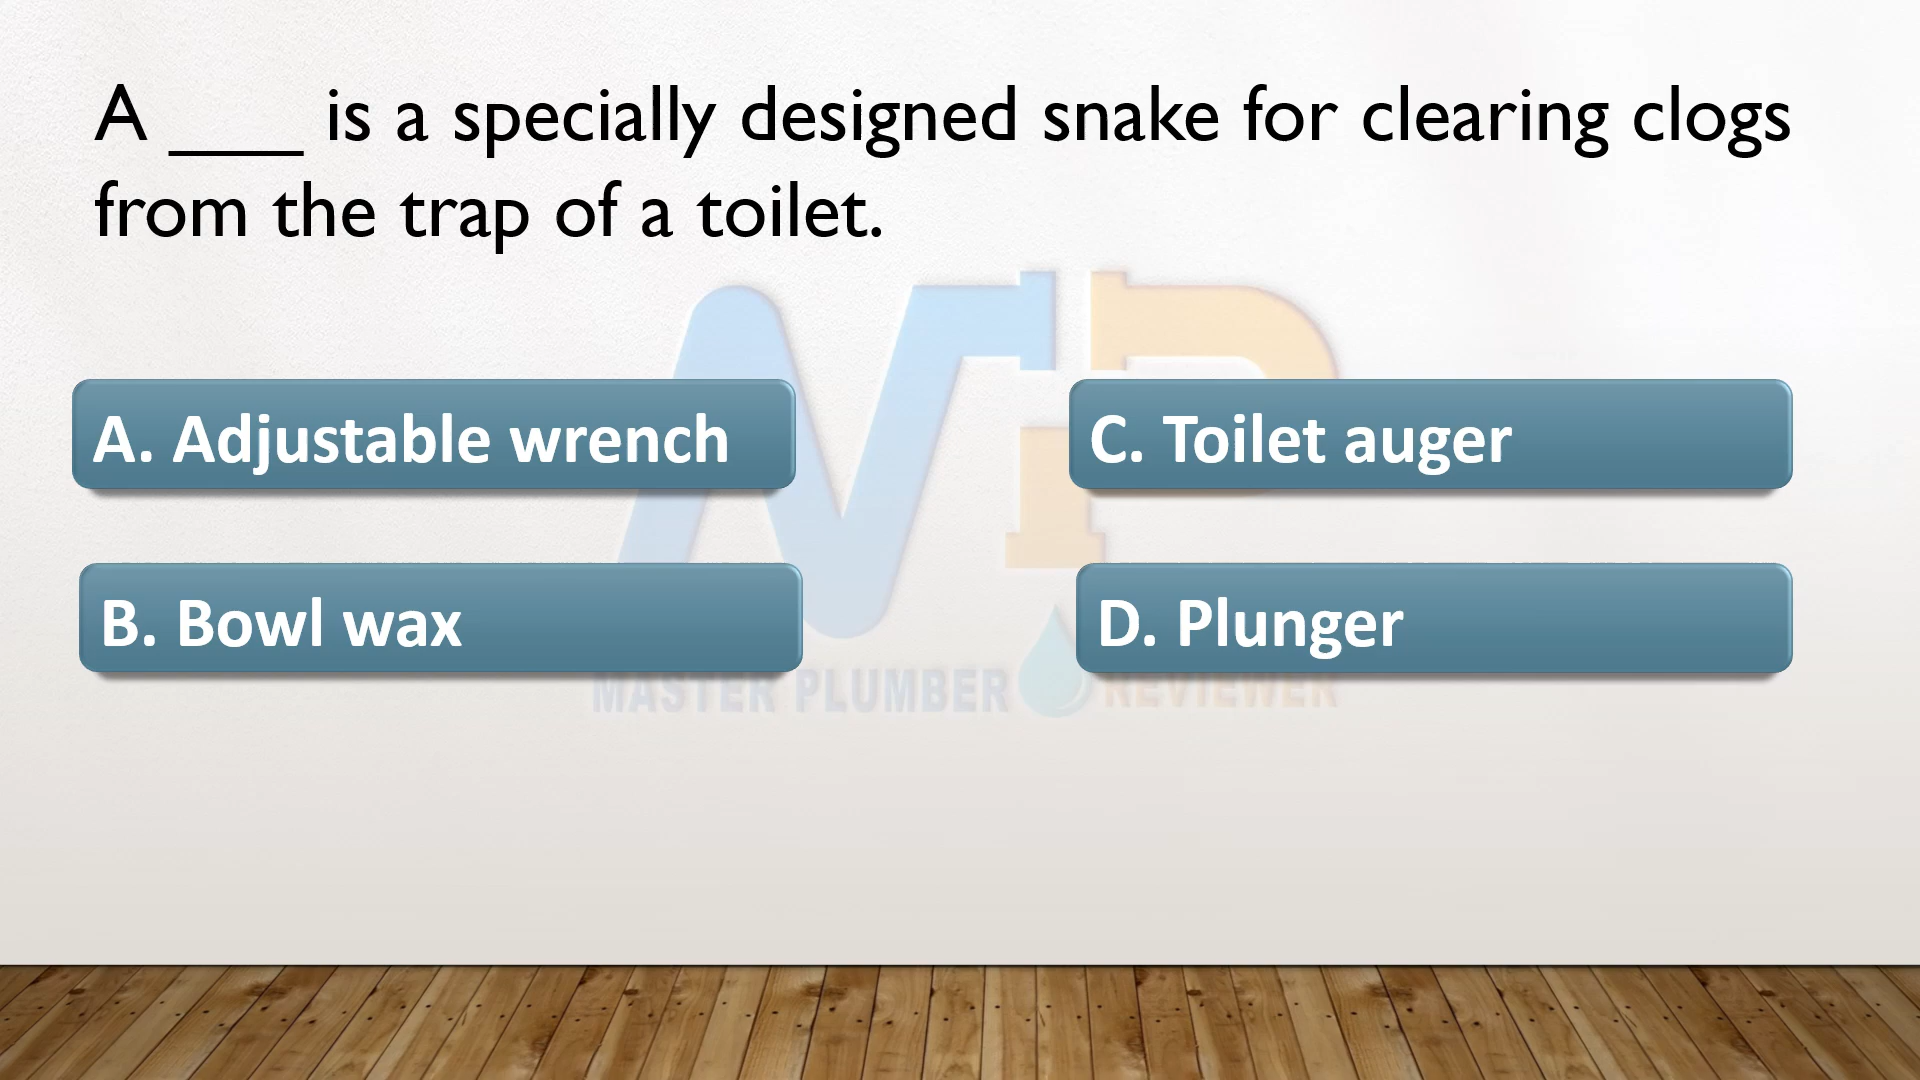 A ____ is a specially designed snake for clearing clogs
from the trap of a toilet.
A. Adjustable wrench
C. Toilet auger
B. Bowl wax
D. Plunger
MP
MASTER PLUMBER REVIEWER